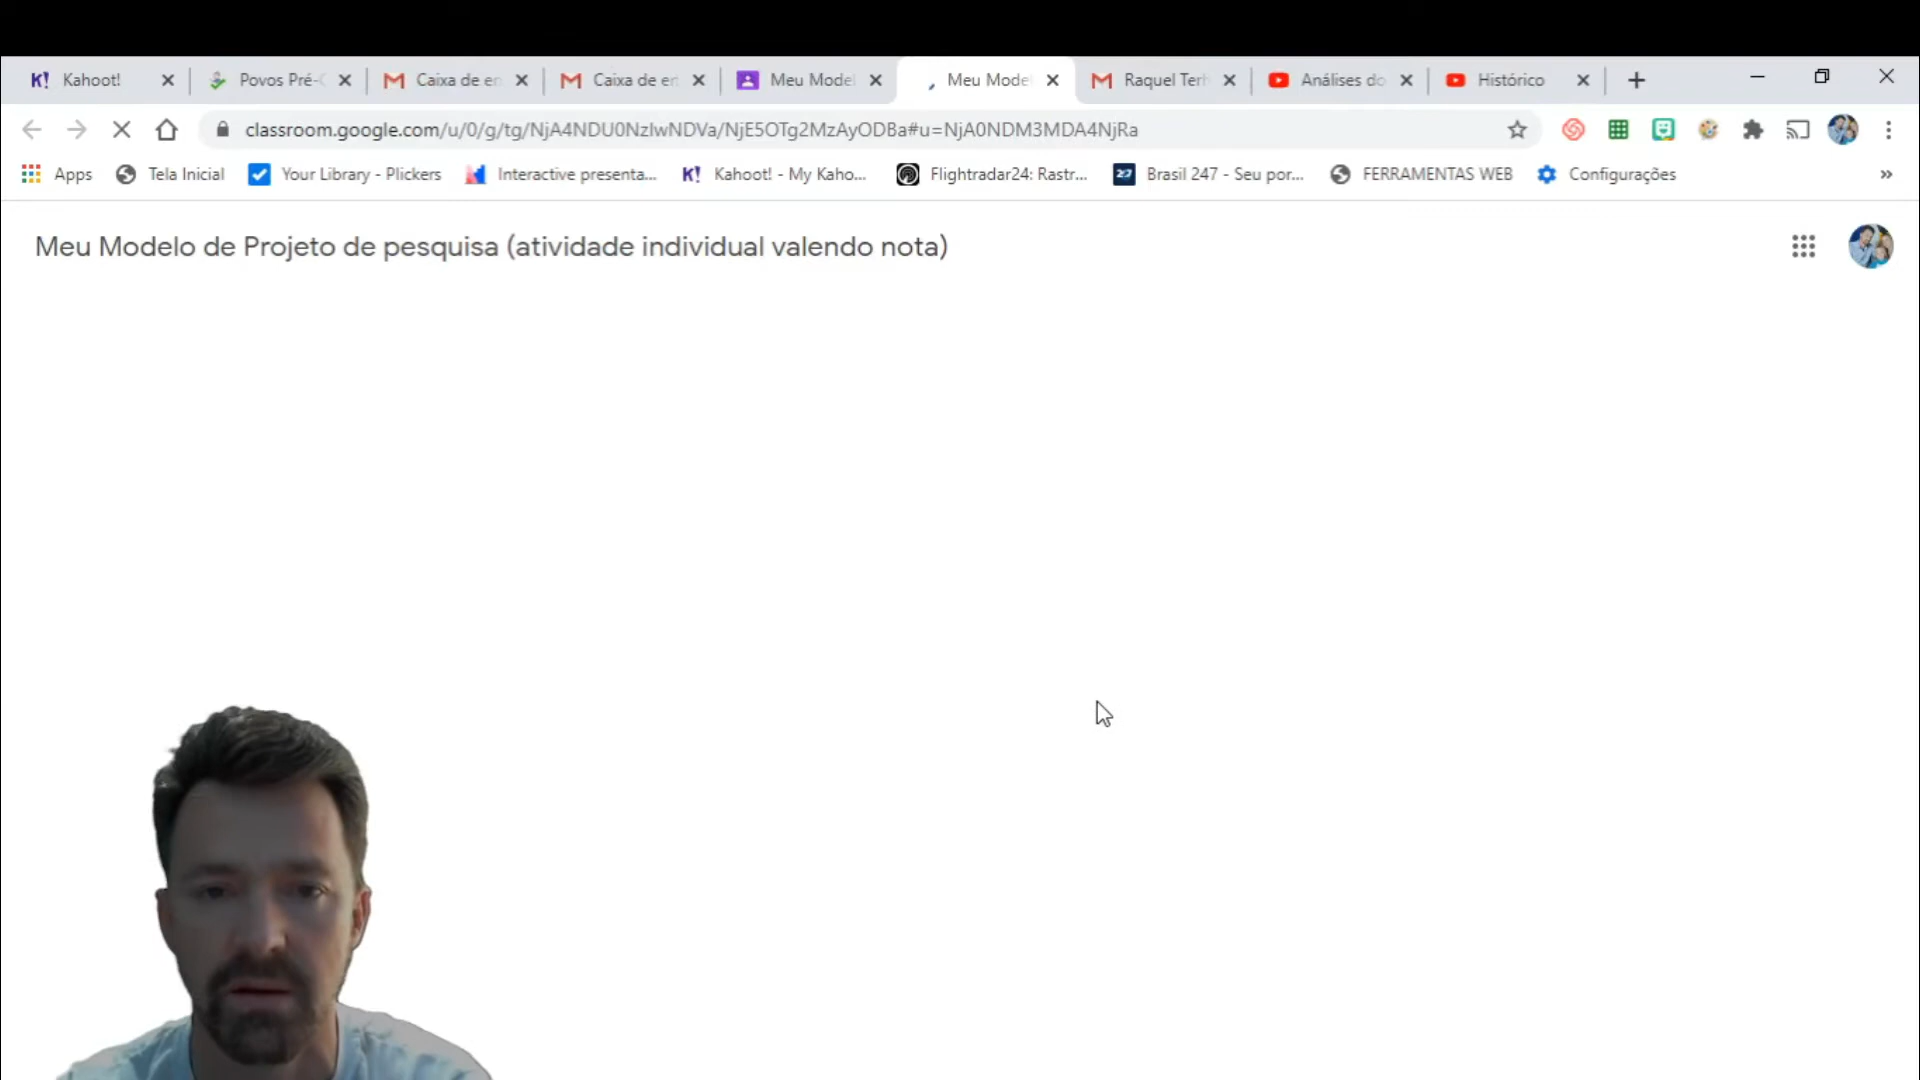 K! Kahoot!
Povos Pré-
Caixa de en
Caixa de en
Meu Model
Meu Mode
Raquel Terh
Análises do
Histórico
classroom.google.com/u/0/g/tg/NjA4NDU0NzIwNDVa/NjE5OTg2MzAyODBa#u=NjA0NDM3MDA4NjRa
Apps
Tela Inicial
Your Library - Plickers
Interactive presenta...
K! Kahoot! - My Kaho...
Flightradar24: Rastr...
247 Brasil 247 - Seu por...
FERRAMENTAS WEB
Configurações
»
Meu Modelo de Projeto de pesquisa (atividade individual valendo nota)